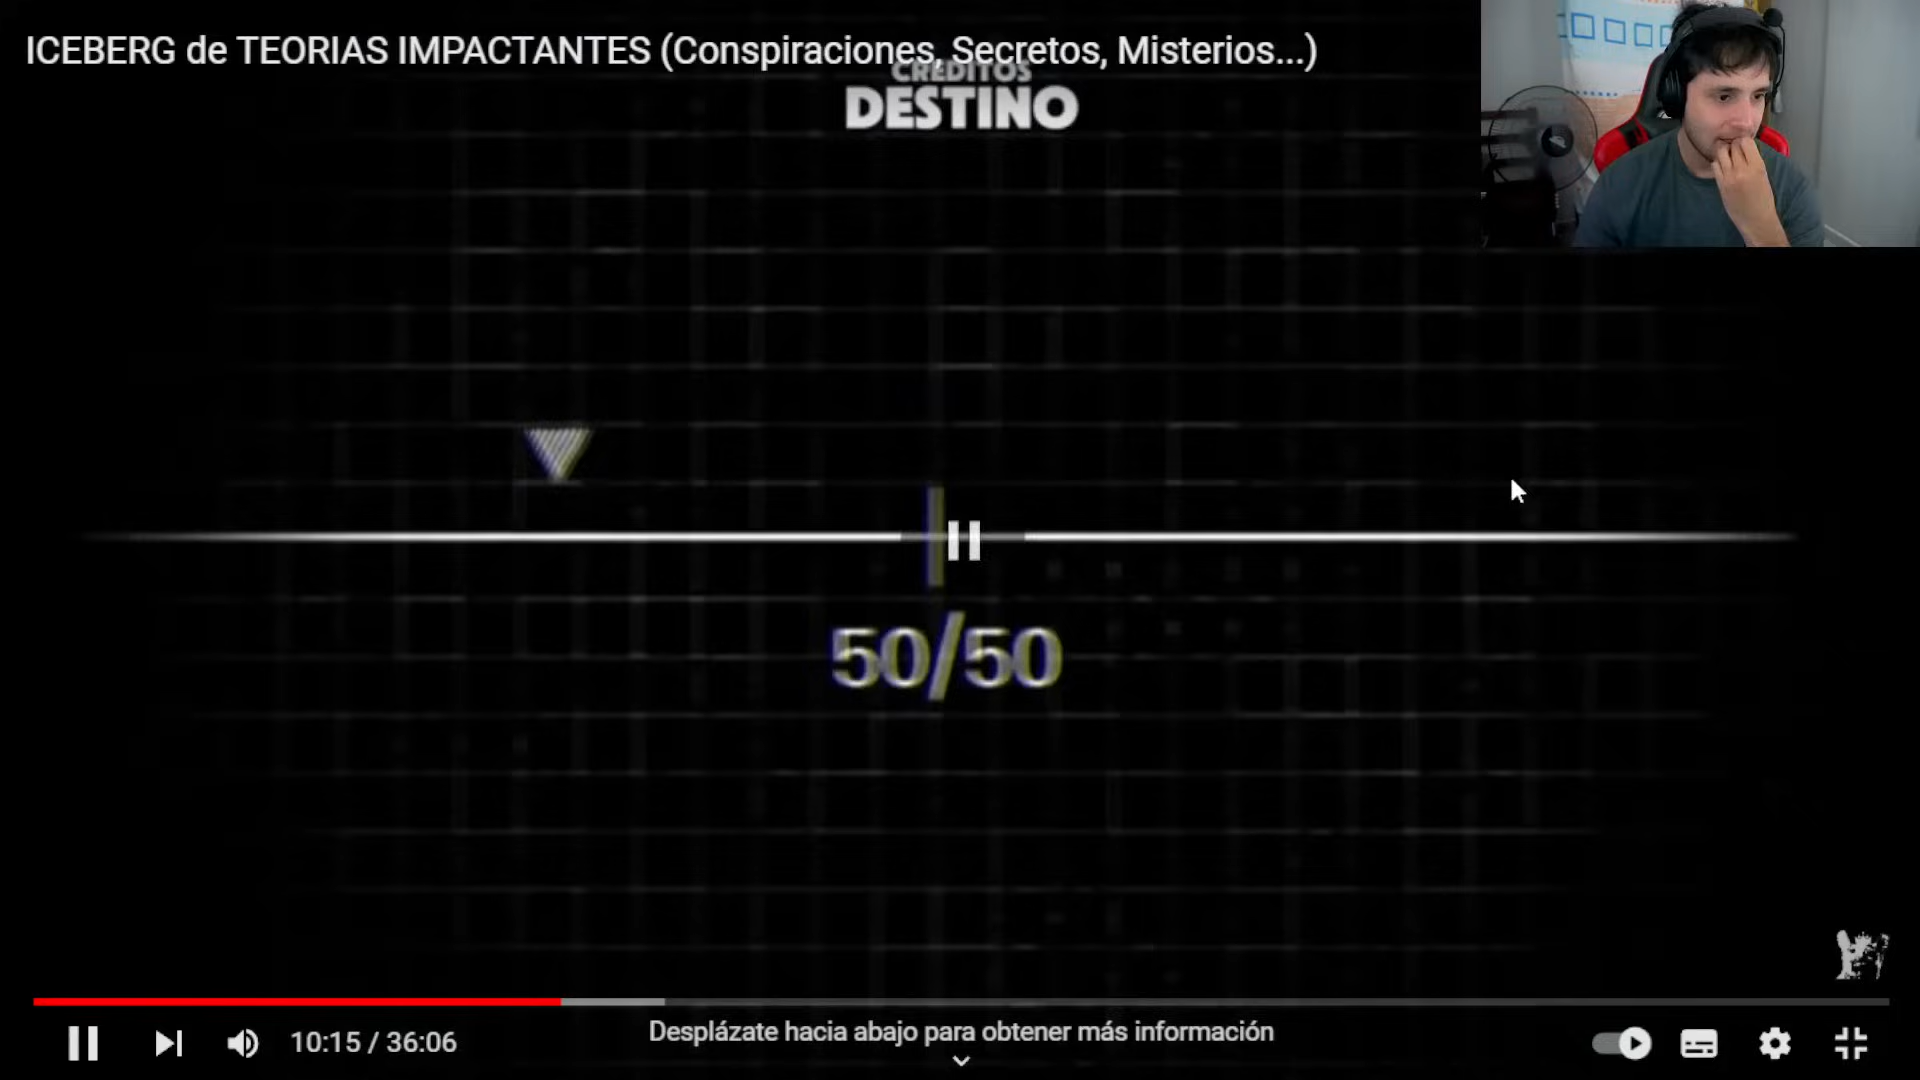 ICEBERG de TEORIAS IMPACTANTES (Conspiraciones, Secretos, Misterios...)
CREDITOS
DESTINO
50/50
10:15 / 36:06
Desplázate hacia abajo para obtener más información